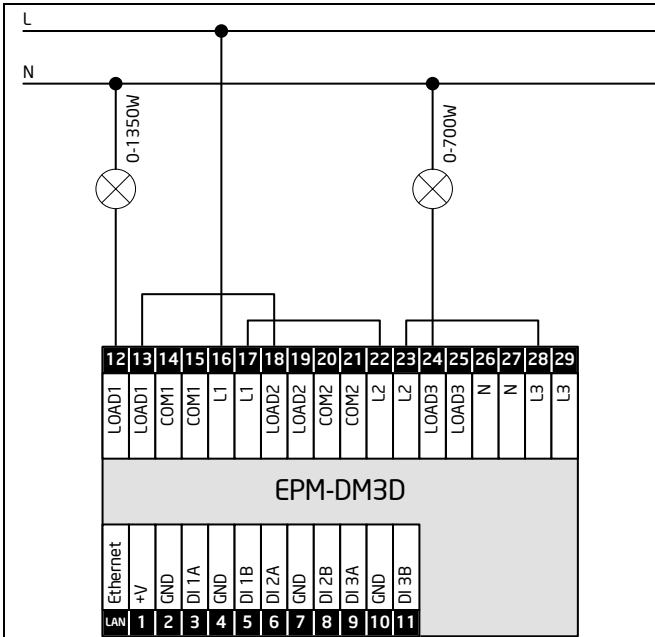 L
N
0-1350W
0-700W
12 13 14 15 16 17 18 19 20 21 22 23 24 25 26 27 28 29
LOAD1 LOAD1 COM1 COM1 L1 L1 LOAD2 LOAD2 COM2 COM2 L2 L2 LOAD3 LOAD3 N N L3 L3
EPM-DM3D
Ethernet +V GND DI 1A GND DI 1B DI 2A GND DI 2B DI 3A GND DI 3B
LAN 1 2 3 4 5 6 7 8 9 10 11